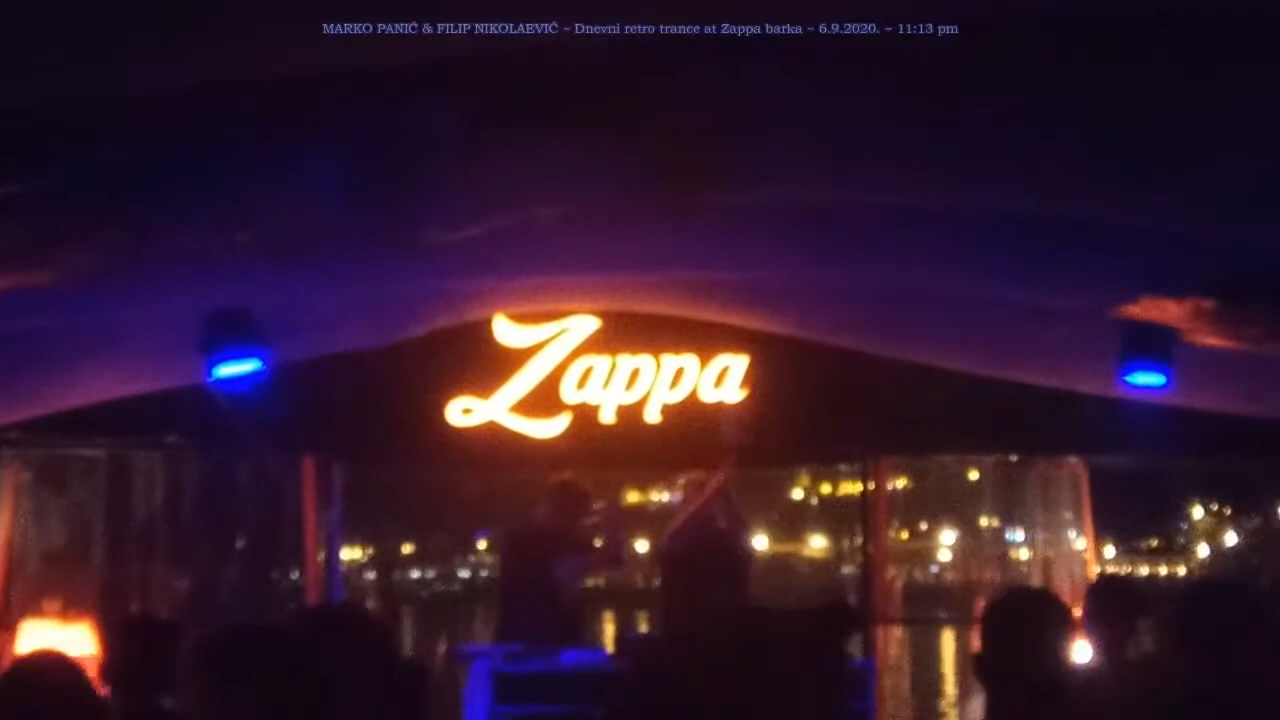 MARKO PANIĆ & FILIP NIKOLAEVIĆ ~ Dnevni retro trance at Zappa barka ~ 6.9.2020. ~ 11:13 pm
Zappa